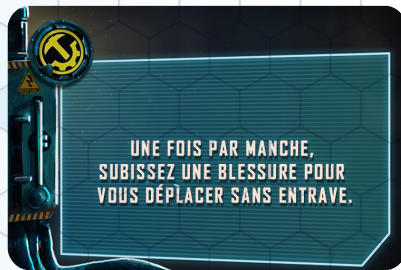 UNE FOIS PAR MANCHE,
SUBISSEZ UNE BLESSURE POUR
VOUS DÉPLACER SANS ENTRAVE.